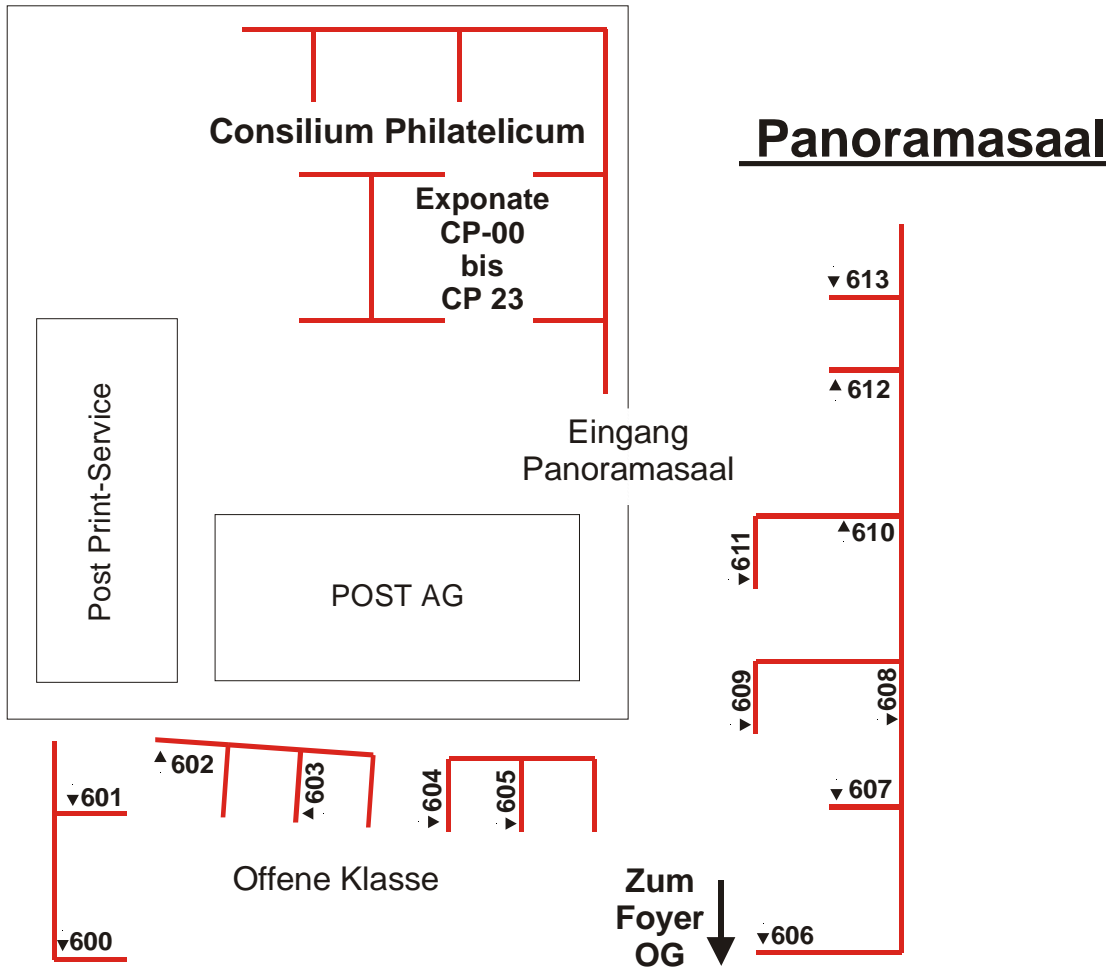 Consilium Philatelicum
Panoramasaal
Exponate
CP-00
bis
CP 23
613
612
Eingang
Panoramasaal
Post Print-Service
POST AG
611
610
609
608
607
606
601
602
603
604
605
600
Offene Klasse
Zum
Foyer
OG